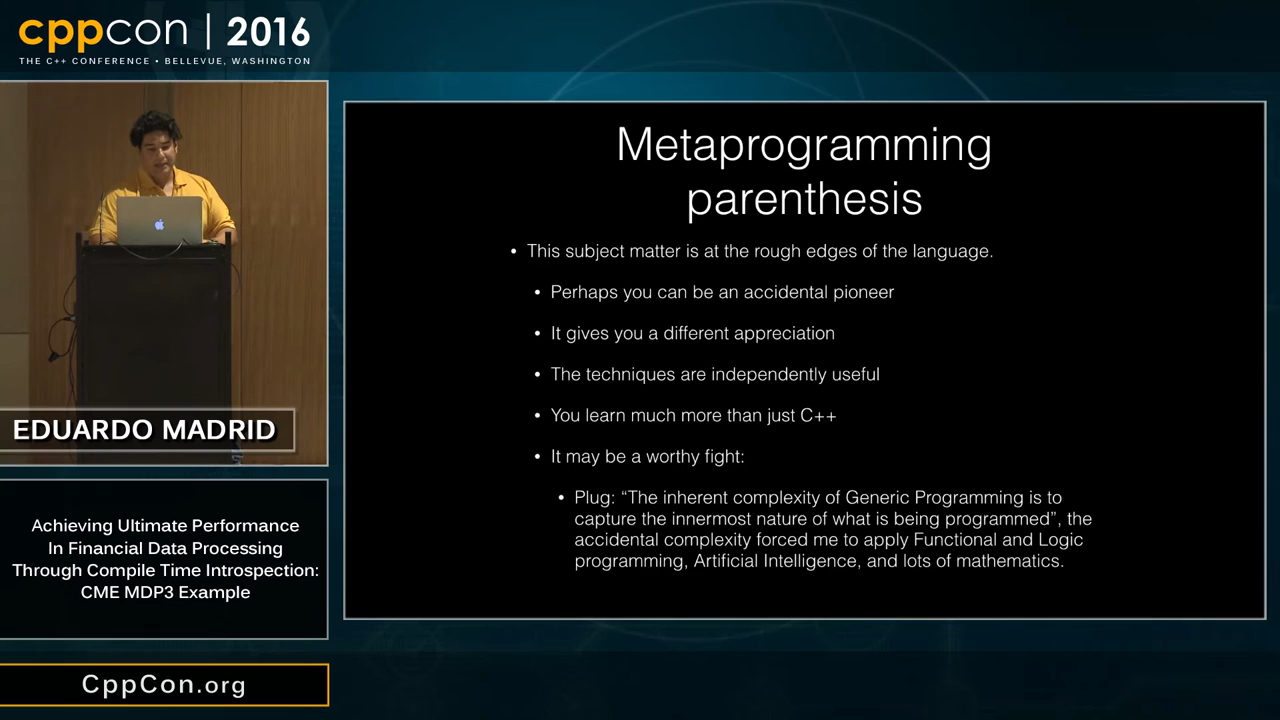 cppcon | 2016
THE C++ CONFERENCE • BELLEVUE, WASHINGTON
EDUARDO MADRID
Achieving Ultimate Performance
In Financial Data Processing
Through Compile Time Introspection:
CME MDP3 Example
CppCon.org
Metaprogramming
parenthesis
• This subject matter is at the rough edges of the language.
• Perhaps you can be an accidental pioneer
• It gives you a different appreciation
• The techniques are independently useful
• You learn much more than just C++
• It may be a worthy fight:
• Plug: “The inherent complexity of Generic Programming is to
capture the innermost nature of what is being programmed”, the
accidental complexity forced me to apply Functional and Logic
programming, Artificial Intelligence, and lots of mathematics.